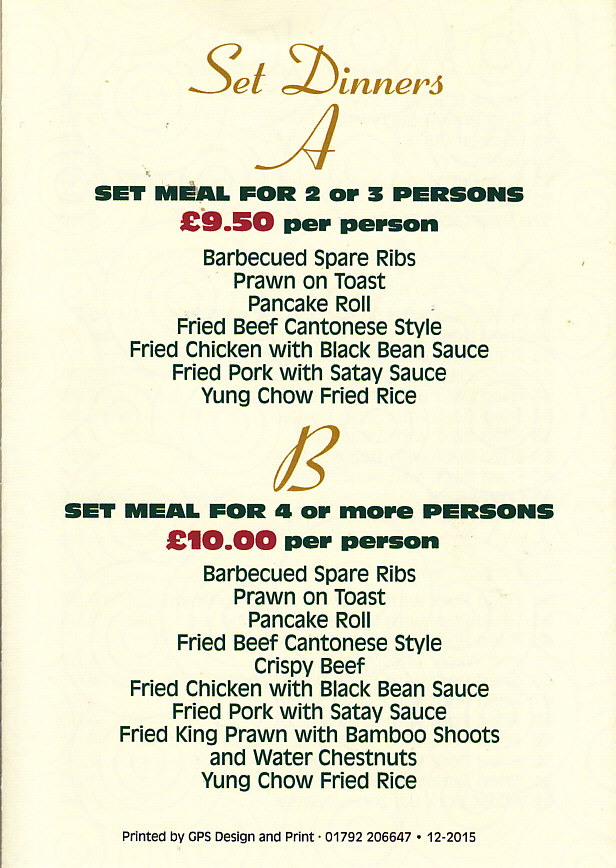 Set Dinners
A
SET MEAL FOR 2 or 3 PERSONS
£9.50 per person
Barbecued Spare Ribs
Prawn on Toast
Pancake Roll
Fried Beef Cantonese Style
Fried Chicken with Black Bean Sauce
Fried Pork with Satay Sauce
Yung Chow Fried Rice
B
SET MEAL FOR 4 or more PERSONS
£10.00 per person
Barbecued Spare Ribs
Prawn on Toast
Pancake Roll
Fried Beef Cantonese Style
Crispy Beef
Fried Chicken with Black Bean Sauce
Fried Pork with Satay Sauce
Fried King Prawn with Bamboo Shoots
and Water Chestnuts
Yung Chow Fried Rice
Printed by GPS Design and Print · 01792 206647 • 12-2015